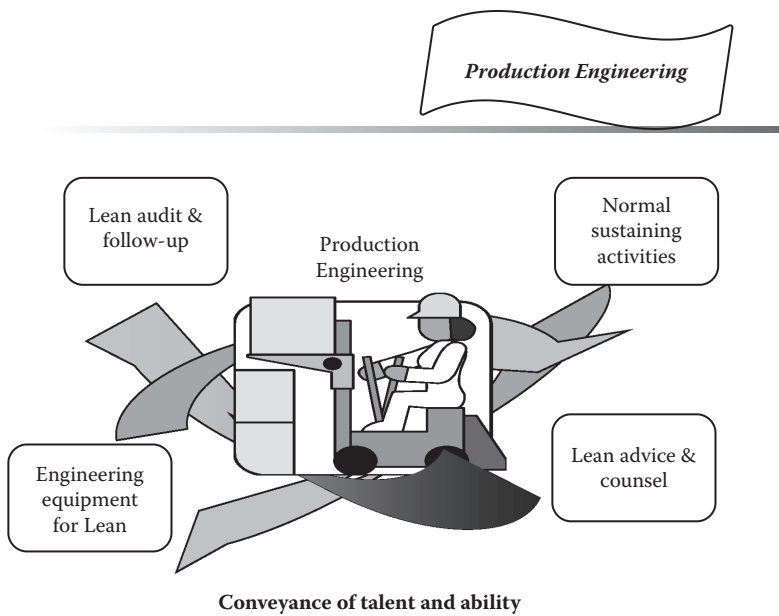 Production Engineering
Lean audit &
follow-up
Production
Engineering
Normal
sustaining
activities
Engineering
equipment
for Lean
Lean advice &
counsel
Conveyance of talent and ability